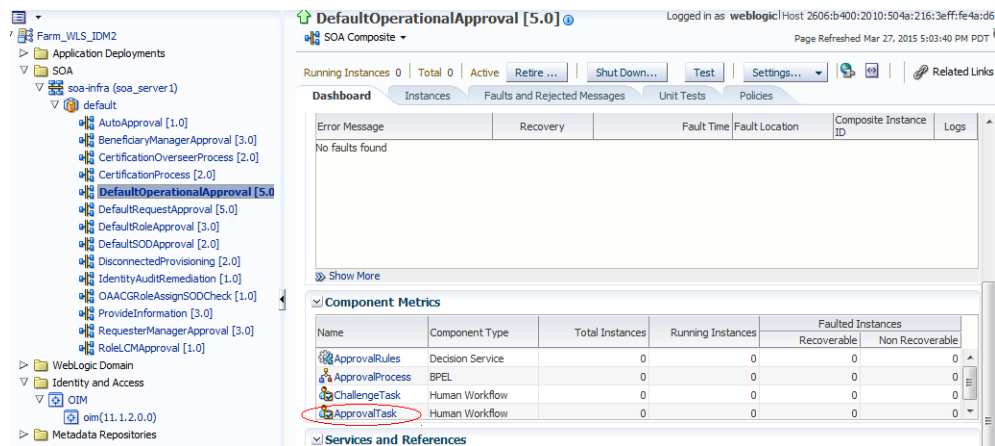 Farm_WLS_IDM2
Application Deployments
SOA
soa-infra (soa_server1)
default
AutoApproval [1.0]
BeneficiaryManagerApproval [3.0]
CertificationOverseerProcess [2.0]
CertificationProcess [2.0]
DefaultOperationalApproval [5.0
DefaultRequestApproval [5.0]
DefaultRoleApproval [3.0]
DefaultSODApproval [2.0]
DisconnectedProvisioning [2.0]
IdentityAuditRemediation [1.0]
OAACGRoleAssignSODCheck [1.0]
ProvideInformation [3.0]
RequesterManagerApproval [3.0]
RoleLCMApproval [1.0]
WebLogic Domain
Identity and Access
OIM
oim(11.1.2.0.0)
Metadata Repositories
DefaultOperationalApproval [5.0]
Logged in as weblogic|Host 2606:b400:2010:504a:216:3eff:fe4a:d6
SOA Composite
Page Refreshed Mar 27, 2015 5:03:40 PM PDT
Running Instances 0 Total 0 Active Retire ... Shut Down... Test Settings... Related Links
Dashboard Instances Faults and Rejected Messages Unit Tests Policies
Error Message Recovery Fault Time Fault Location Composite Instance ID Logs
No faults found
Show More
Component Metrics
Name Component Type Total Instances Running Instances Faulted Instances
Recoverable Non Recoverable
ApprovalRules Decision Service 0 0 0 0
ApprovalProcess BPEL 0 0 0 0
ChallengeTask Human Workflow 0 0 0 0
ApprovalTask Human Workflow 0 0 0 0
Services and References